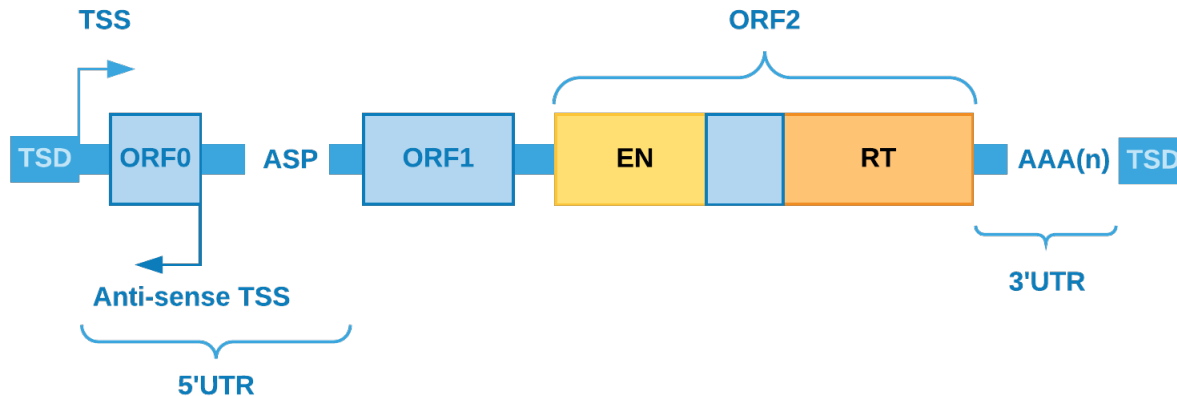 TSS
ORF2
TSD ORF0 ASP ORF1 EN RT AAA(n) TSD
Anti-sense TSS
3'UTR
5'UTR